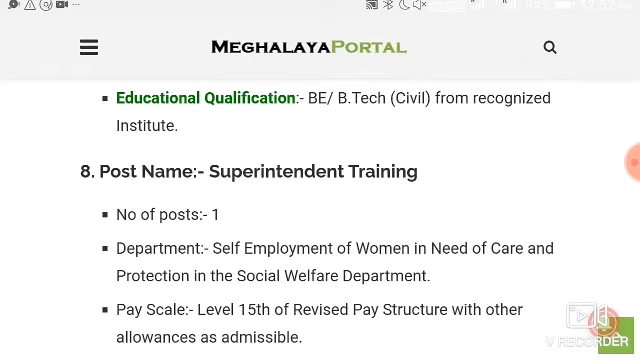 MEGHALAYAPORTAL
Educational Qualification:- BE/ B.Tech (Civil) from recognized
Institute.
8. Post Name:- Superintendent Training
No of posts:- 1
Department:- Self Employment of Women in Need of Care and
Protection in the Social Welfare Department.
Pay Scale:- Level 15th of Revised Pay Structure with other
allowances as admissible.
V RECORDER